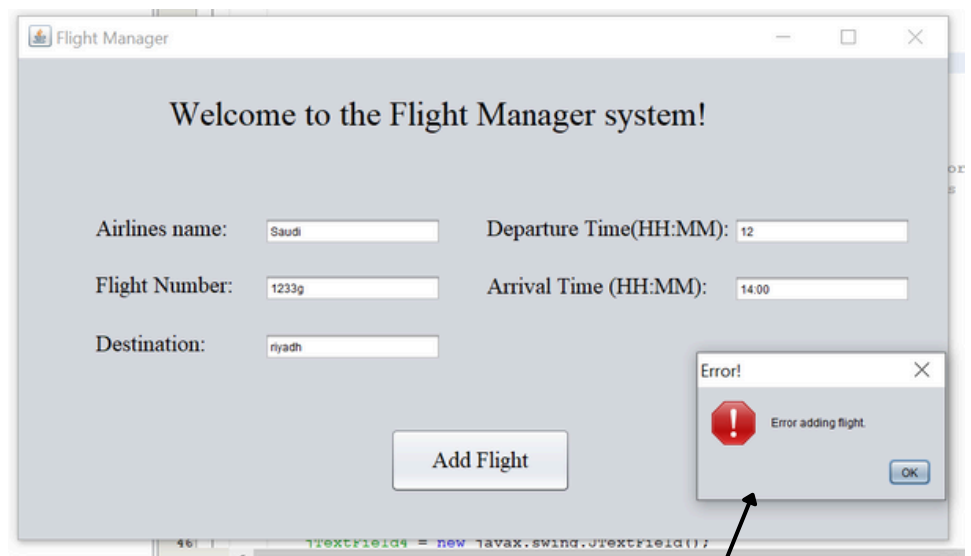 Flight Manager
Welcome to the Flight Manager system!
Airlines name: Saudi
Departure Time(HH:MM): 12
Flight Number: 1233g
Arrival Time (HH:MM): 14:00
Destination: riyadh
Error!
Error adding flight.
OK
Add Flight
46 jTextField4 = new javax.swing.JTextField();